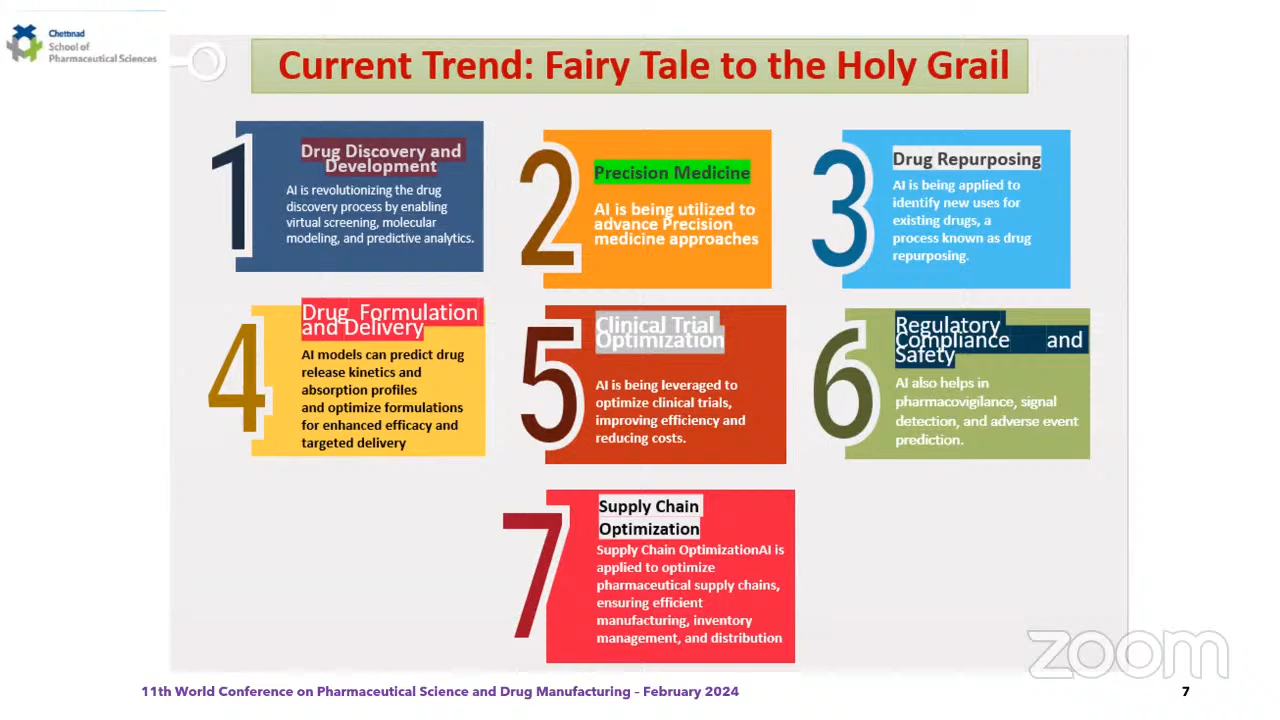 Chettinad
School of
Pharmaceutical Sciences
Current Trend: Fairy Tale to the Holy Grail
1
Drug Discovery and
Development
AI is revolutionizing the drug
discovery process by enabling
virtual screening, molecular
modeling, and predictive analytics.
2
Precision Medicine
AI is being utilized to
advance Precision
medicine approaches
3
Drug Repurposing
AI is being applied to
identify new uses for
existing drugs, a
process known as drug
repurposing.
4
Drug Formulation
and Delivery
AI models can predict drug
release kinetics and
absorption profiles
and optimize formulations
for enhanced efficacy and
targeted delivery
5
Clinical Trial
Optimization
AI is being leveraged to
optimize clinical trials,
improving efficiency and
reducing costs.
6
Regulatory
Compliance and
Safety
AI also helps in
pharmacovigilance, signal
detection, and adverse event
prediction.
7
Supply Chain
Optimization
Supply Chain OptimizationAI is
applied to optimize
pharmaceutical supply chains,
ensuring efficient
manufacturing, inventory
management, and distribution
zoom
11th World Conference on Pharmaceutical Science and Drug Manufacturing – February 2024
7